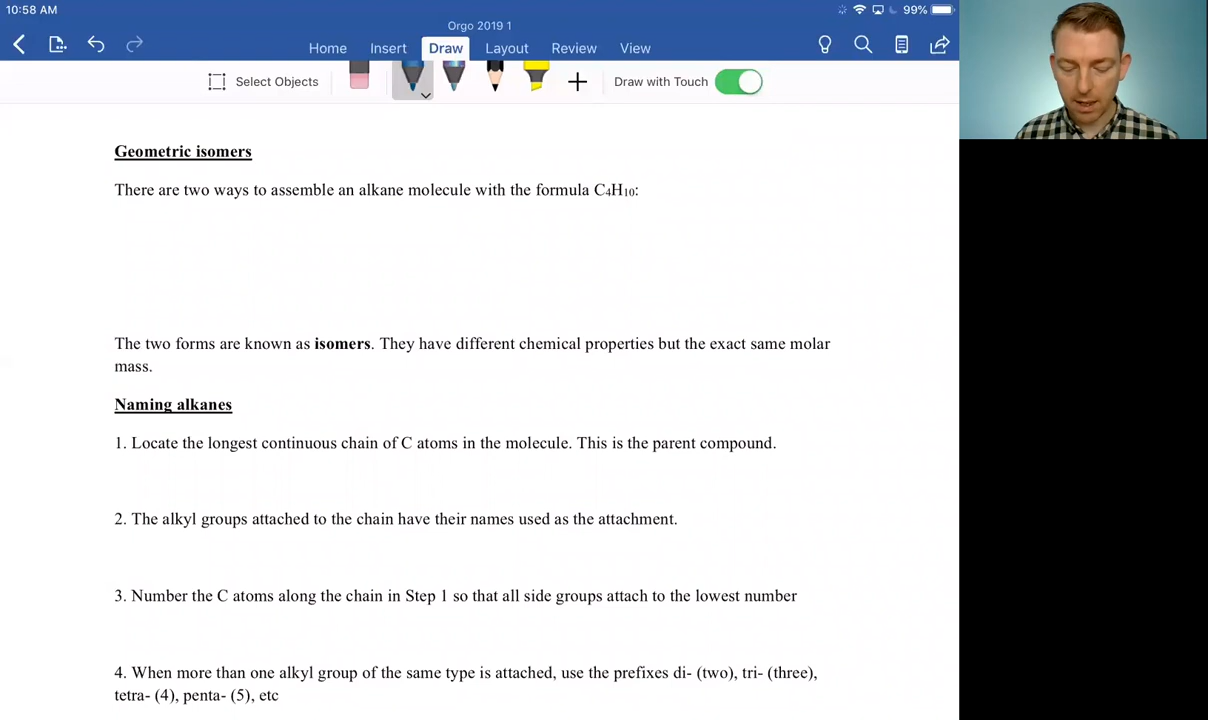 10:58 AM
99%
Orgo 2019 1
Home Insert Draw Layout Review View
Select Objects
Draw with Touch
Geometric isomers
There are two ways to assemble an alkane molecule with the formula C₄H₁₀:
The two forms are known as isomers. They have different chemical properties but the exact same molar
mass.
Naming alkanes
1. Locate the longest continuous chain of C atoms in the molecule. This is the parent compound.
2. The alkyl groups attached to the chain have their names used as the attachment.
3. Number the C atoms along the chain in Step 1 so that all side groups attach to the lowest number
4. When more than one alkyl group of the same type is attached, use the prefixes di- (two), tri- (three),
tetra- (4), penta- (5), etc